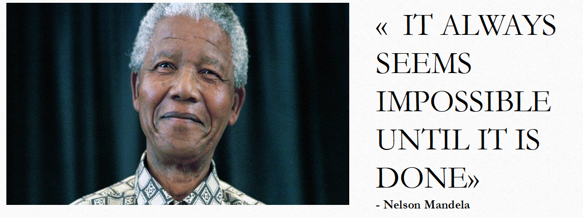 «  IT ALWAYS
SEEMS
IMPOSSIBLE
UNTIL IT IS
DONE»
- Nelson Mandela